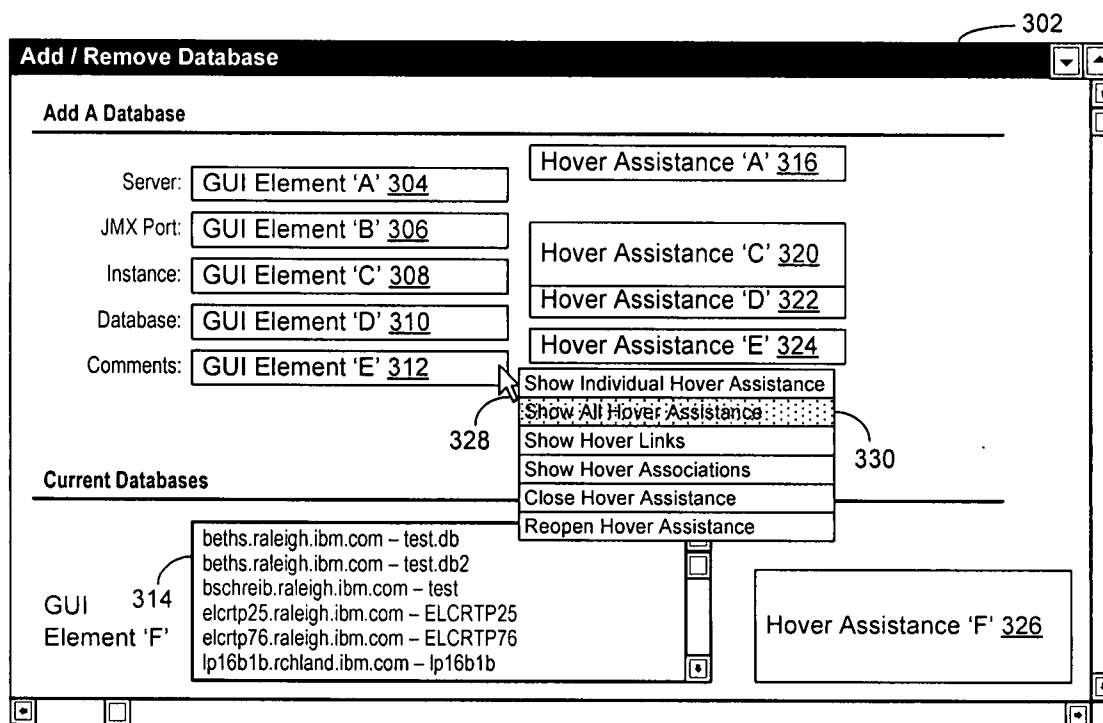 302
Add / Remove Database
Add A Database
Hover Assistance 'A' 316
Server: GUI Element 'A' 304
JMX Port: GUI Element 'B' 306
Hover Assistance 'C' 320
Instance: GUI Element 'C' 308
Hover Assistance 'D' 322
Database: GUI Element 'D' 310
Hover Assistance 'E' 324
Comments: GUI Element 'E' 312
Show Individual Hover Assistance
Show All Hover Assistance
328
330
Show Hover Links
Show Hover Associations
Close Hover Assistance
Reopen Hover Assistance
Current Databases
beths.raleigh.ibm.com – test.db
beths.raleigh.ibm.com – test.db2
bschreib.raleigh.ibm.com – test
elcrtp25.raleigh.ibm.com – ELCRTP25
elcrtp76.raleigh.ibm.com – ELCRTP76
lp16b1b.rchland.ibm.com – lp16b1b
314
GUI
Element 'F'
Hover Assistance 'F' 326